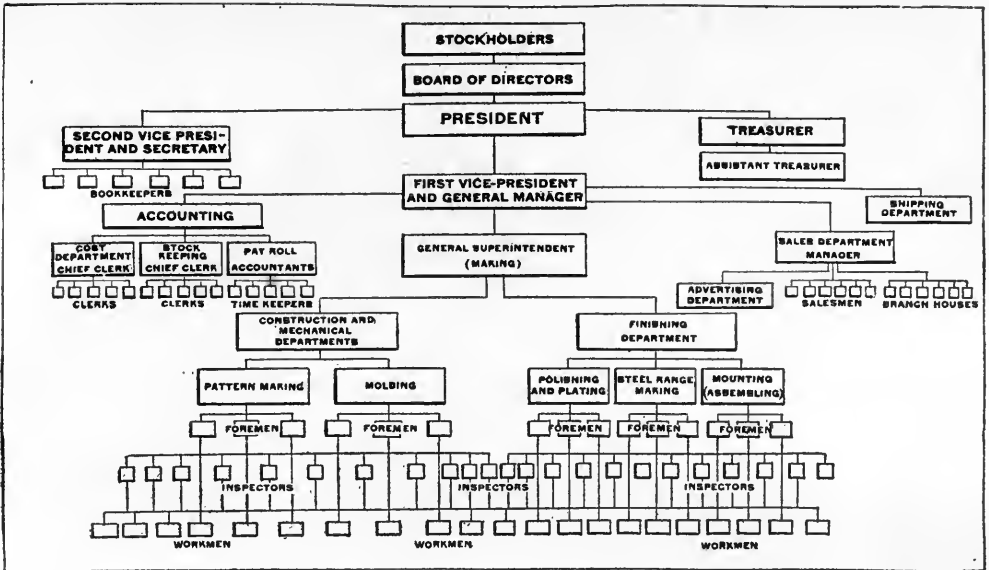 STOCKHOLDERS
BOARD OF DIRECTORS
PRESIDENT
SECOND VICE PRESI-
DENT AND SECRETARY
TREASURER
ASSISTANT TREASURER
BOOKKEEPERS
FIRST VICE-PRESIDENT
AND GENERAL MANAGER
SHIPPING
DEPARTMENT
ACCOUNTING
COST
DEPARTMENT
CHIEF CLERK
STOCK
KEEPING
CHIEF CLERK
PAY ROLL
ACCOUNTANTS
GENERAL SUPERINTENDENT
(MAKING)
SALES DEPARTMENT
MANAGER
CLERKS
CLERKS
TIME KEEPERS
ADVERTISING
DEPARTMENT
SALESMEN
BRANCH HOUSES
CONSTRUCTION AND
MECHANICAL
DEPARTMENTS
FINISHING
DEPARTMENT
PATTERN MAKING
MOLDING
POLISHING
AND PLATING
STEEL RANGE
MAKING
MOUNTING
(ASSEMBLING)
FOREMEN
FOREMEN
FOREMEN
FOREMEN
FOREMEN
INSPECTORS
INSPECTORS
INSPECTORS
WORKMEN
WORKMEN
WORKMEN